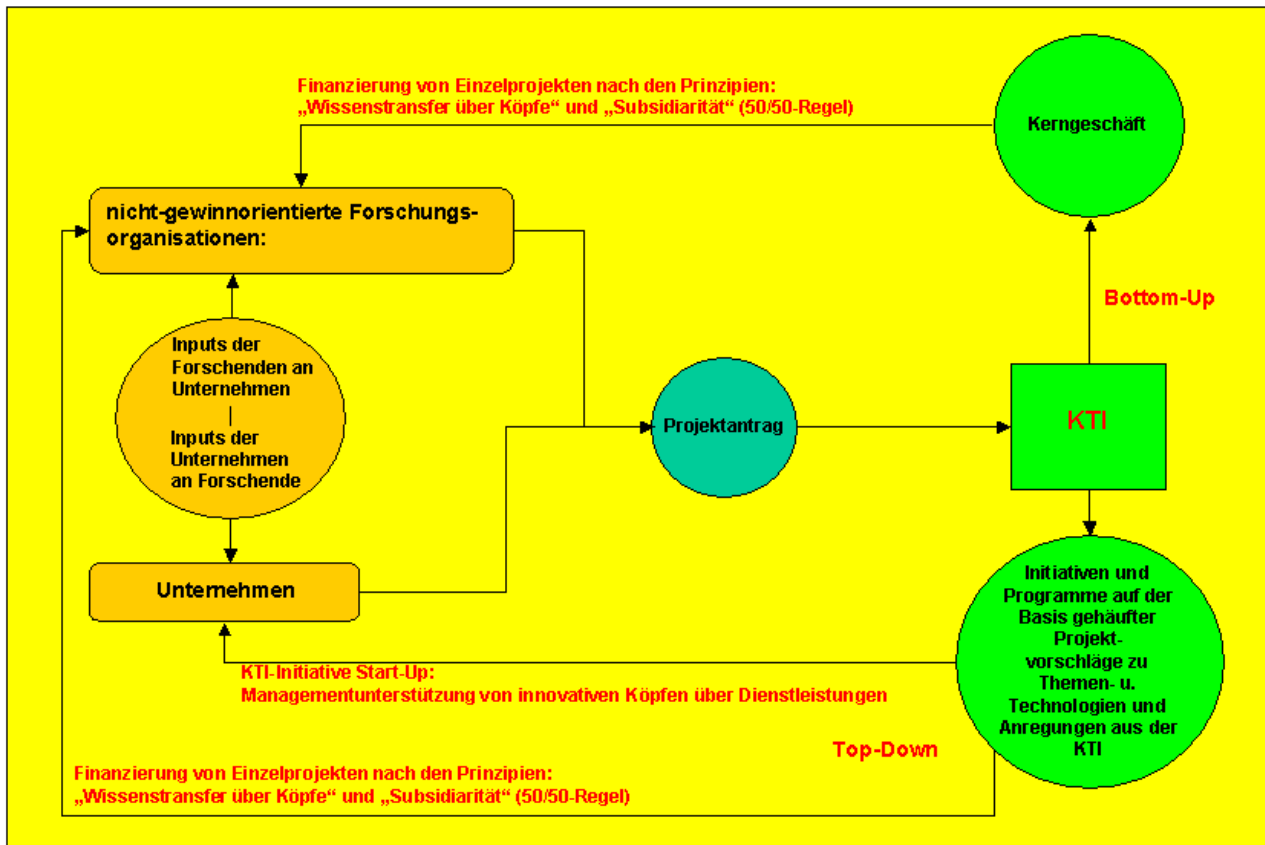 Finanzierung von Einzelprojekten nach den Prinzipien:
„Wissenstransfer über Köpfe“ und „Subsidiarität“ (50/50-Regel)
Kerngeschäft
nicht-gewinnorientierte Forschungs-
organisationen:
Bottom-Up
Inputs der
Forschenden an
Unternehmen
|
Inputs der
Unternehmen
an Forschende
Projektantrag
KTI
Unternehmen
Initiativen und
Programme auf der
Basis gehäufter
Projekt-
vorschläge zu
Themen- u.
Technologien und
Anregungen aus der
KTI
KTI-Initiative Start-Up:
Managementunterstützung von innovativen Köpfen über Dienstleistungen
Top-Down
Finanzierung von Einzelprojekten nach den Prinzipien:
„Wissenstransfer über Köpfe“ und „Subsidiarität“ (50/50-Regel)